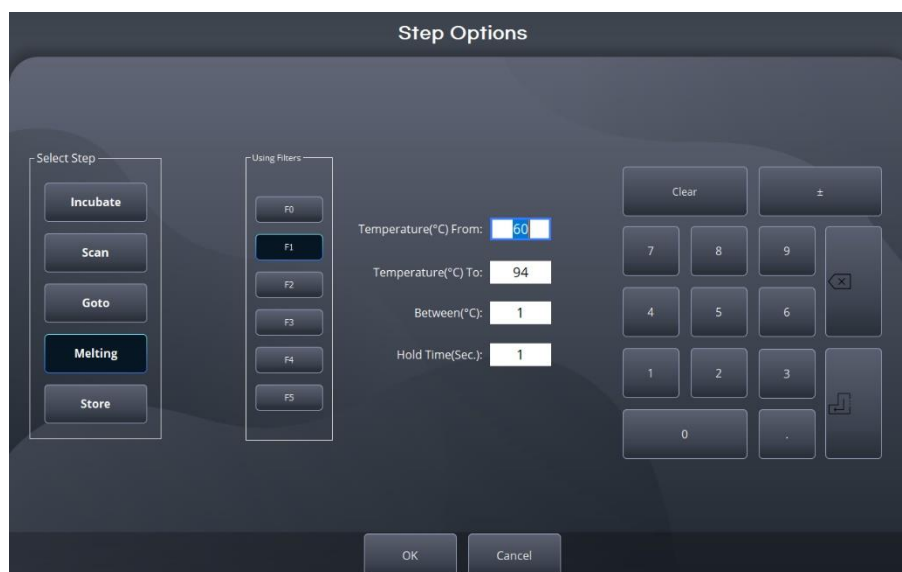 Step Options
Select Step
Incubate
Scan
Goto
Melting
Store
Using Filters
F0
F1
F2
F3
F4
F5
Temperature(°C) From: 60
Temperature(°C) To: 94
Between(°C): 1
Hold Time(Sec.): 1
Clear ±
7 8 9
4 5 6
1 2 3
0 .
OK Cancel